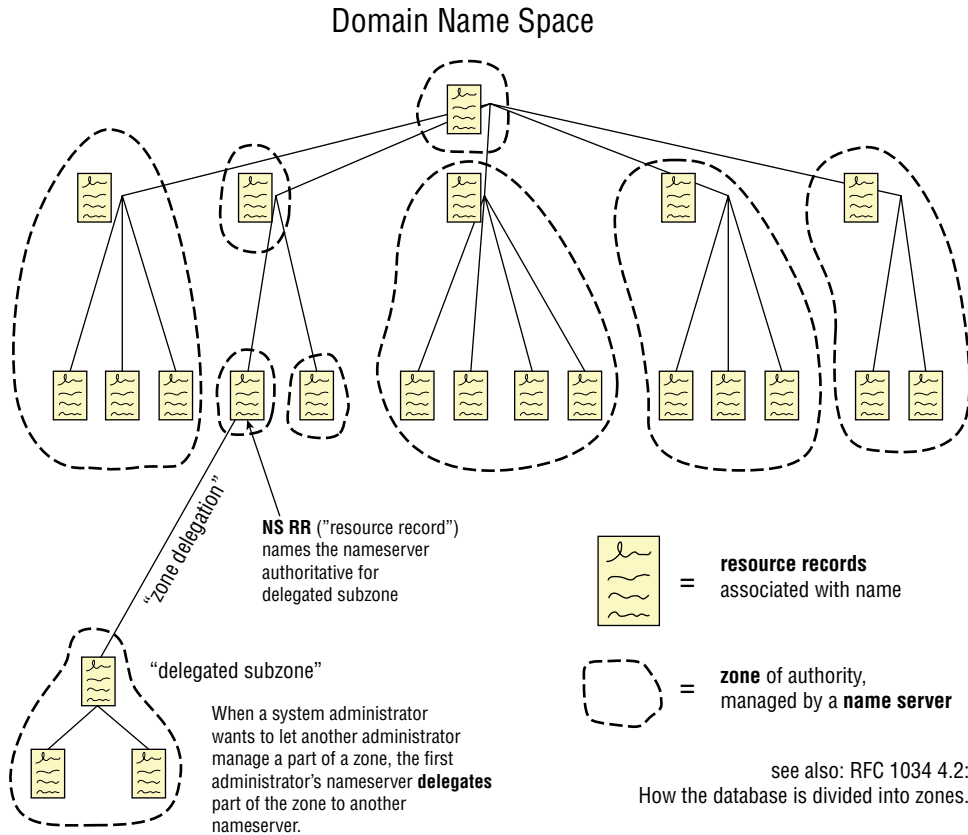 Domain Name Space
"zone delegation"
NS RR ("resource record")
names the nameserver
authoritative for
delegated subzone
"delegated subzone"
When a system administrator
wants to let another administrator
manage a part of a zone, the first
administrator's nameserver delegates
part of the zone to another
nameserver.
= resource records
associated with name
= zone of authority,
managed by a name server
see also: RFC 1034 4.2:
How the database is divided into zones.